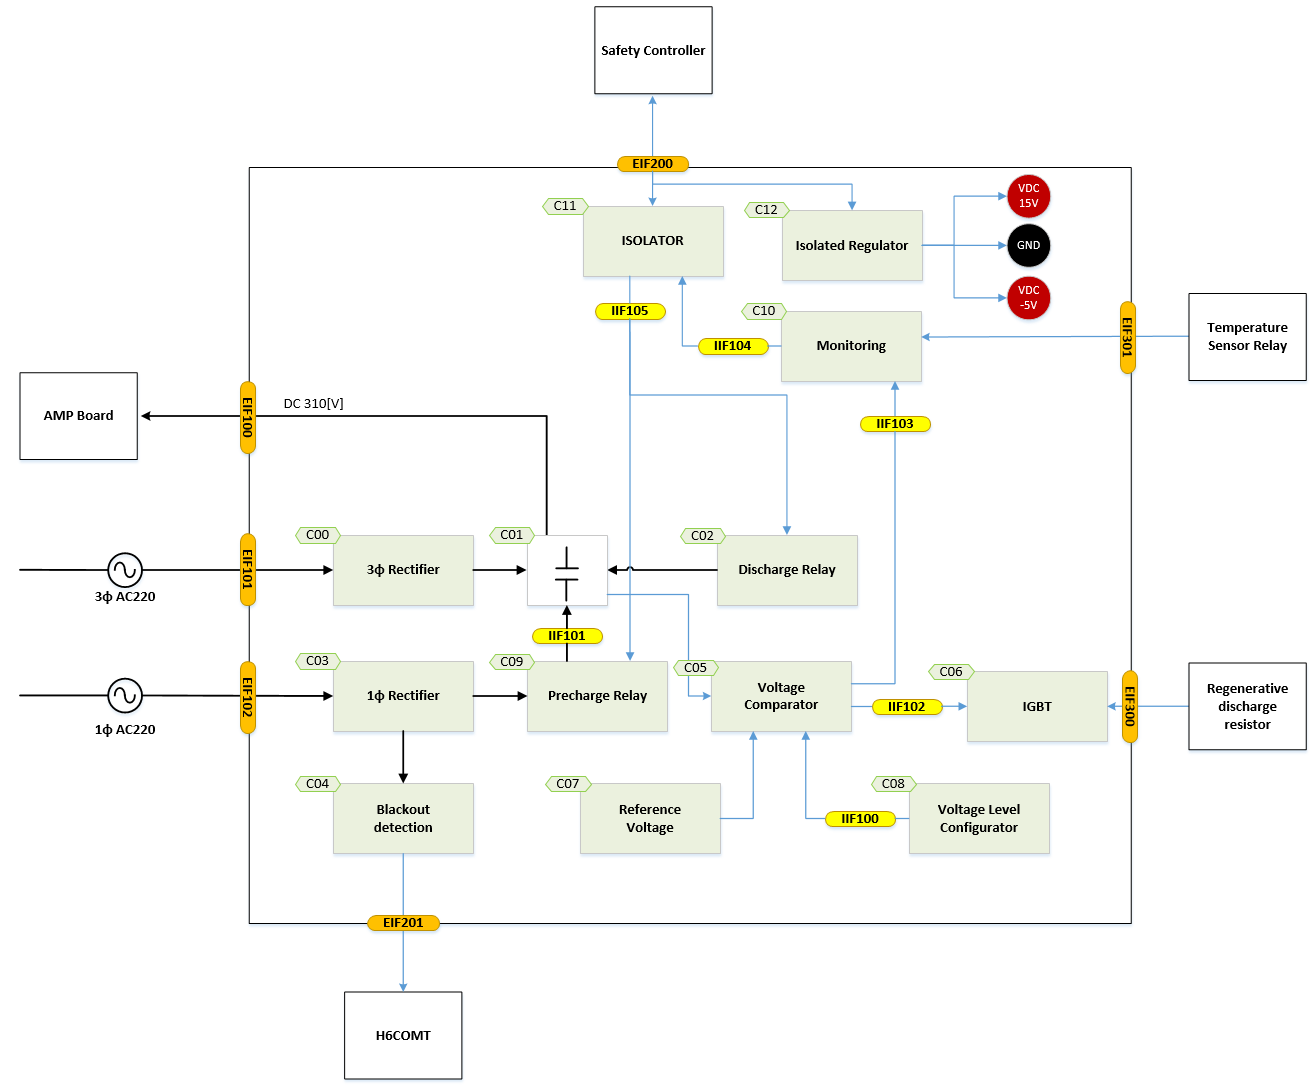 Safety Controller
EIF200
C11
ISOLATOR
C12
Isolated Regulator
VDC
15V
GND
VDC
-5V
IIF105
C10
Monitoring
IIF104
EIF301
Temperature
Sensor Relay
AMP Board
EIF100
DC 310[V]
IIF103
C00
3ϕ Rectifier
C01
C02
Discharge Relay
EIF101
3ϕ AC220
IIF101
C03
1ϕ Rectifier
C09
Precharge Relay
C05
Voltage
Comparator
IIF102
C06
IGBT
EIF300
Regenerative
discharge
resistor
EIF102
1ϕ AC220
C04
Blackout
detection
C07
Reference
Voltage
IIF100
C08
Voltage Level
Configurator
EIF201
H6COMT